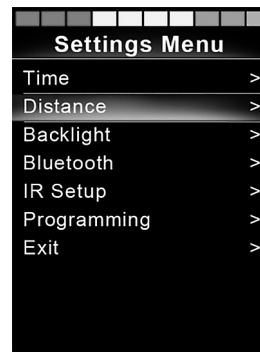 Settings Menu
Time >
Distance >
Backlight >
Bluetooth >
IR Setup >
Programming >
Exit >